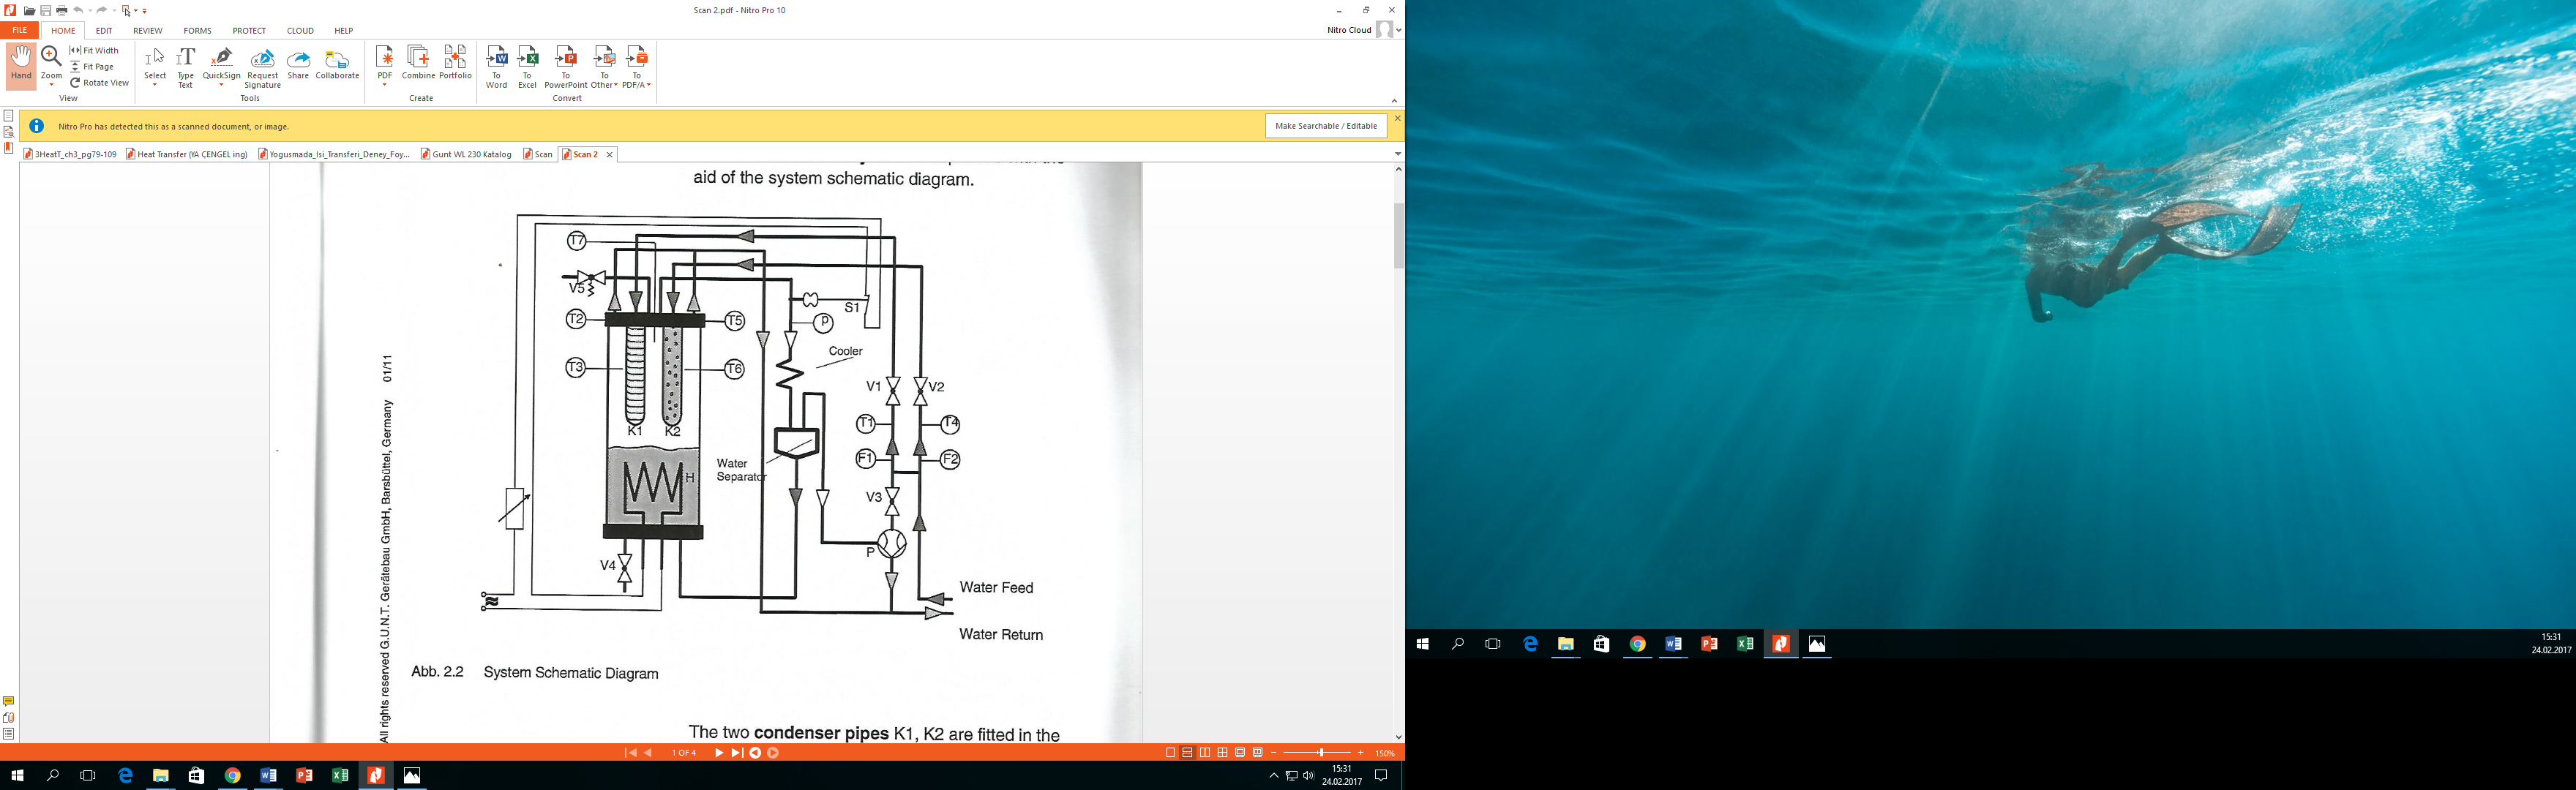 Scan 2.pdf - Nitro Pro 10
FILE HOME EDIT REVIEW FORMS PROTECT CLOUD HELP
Nitro Cloud
Hand
Zoom
Fit Width
Fit Page
Rotate View
View
Select
Type Text
QuickSign
Request Signature
Share
Collaborate
Tools
PDF
Combine
Portfolio
Create
To Word
To Excel
To PowerPoint
To Other
To PDF/A
Convert
Nitro Pro has detected this as a scanned document, or image.
Make Searchable / Editable
3HeatT_ch3_pg79-109
Heat Transfer (YA ÇENGEL ing)
Yogusmada_Isi_Transferi_Deney_Foy...
Gunt WL 230 Katalog
Scan
Scan 2
aid of the system schematic diagram.
T7
V5
T2
T5
S1
p
Cooler
T3
T6
V1
V2
T1
T4
K1
K2
F1
F2
Water
Separator
H
V3
P
V4
Water Feed
Water Return
All rights reserved G.U.N.T. Gerätebau GmbH, Barsbüttel, Germany 01/11
Abb. 2.2 System Schematic Diagram
The two condenser pipes K1, K2 are fitted in the
1 OF 4
150%
15:31
24.02.2017
15:31
24.02.2017